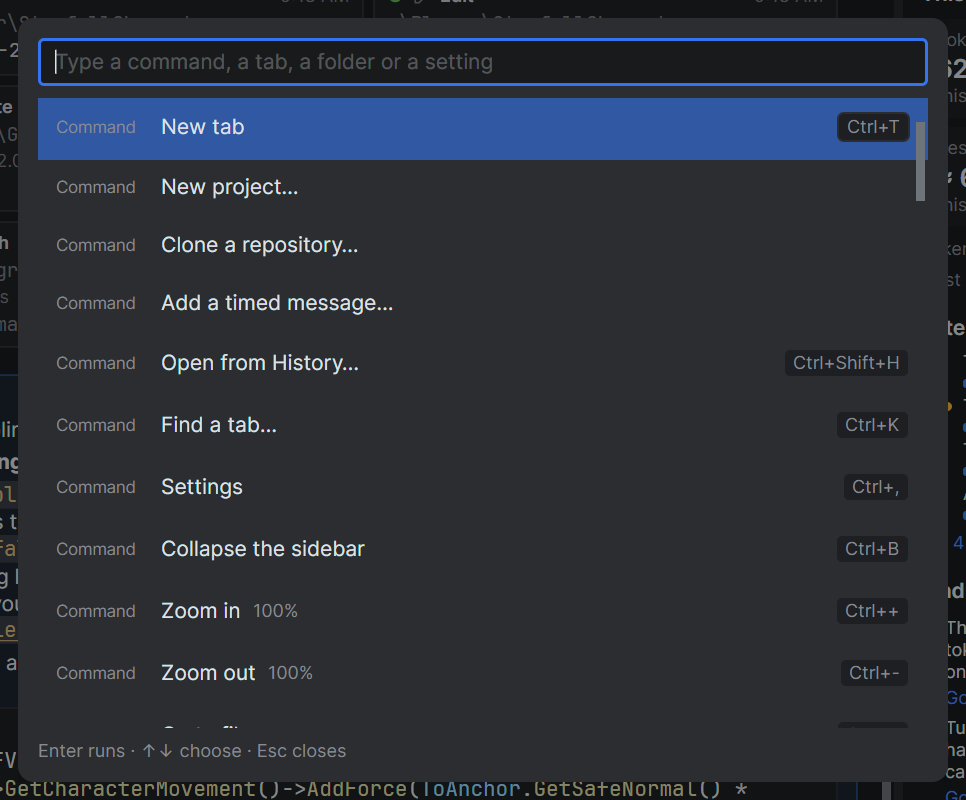 Type a command, a tab, a folder or a setting
Command New tab Ctrl+T
Command New project...
Command Clone a repository...
Command Add a timed message...
Command Open from History... Ctrl+Shift+H
Command Find a tab... Ctrl+K
Command Settings Ctrl+,
Command Collapse the sidebar Ctrl+B
Command Zoom in 100% Ctrl++
Command Zoom out 100% Ctrl+-
Enter runs · ↑↓ choose · Esc closes
GetCharacterMovement()->AddForce(ToAnchor.GetSafeNormal() *